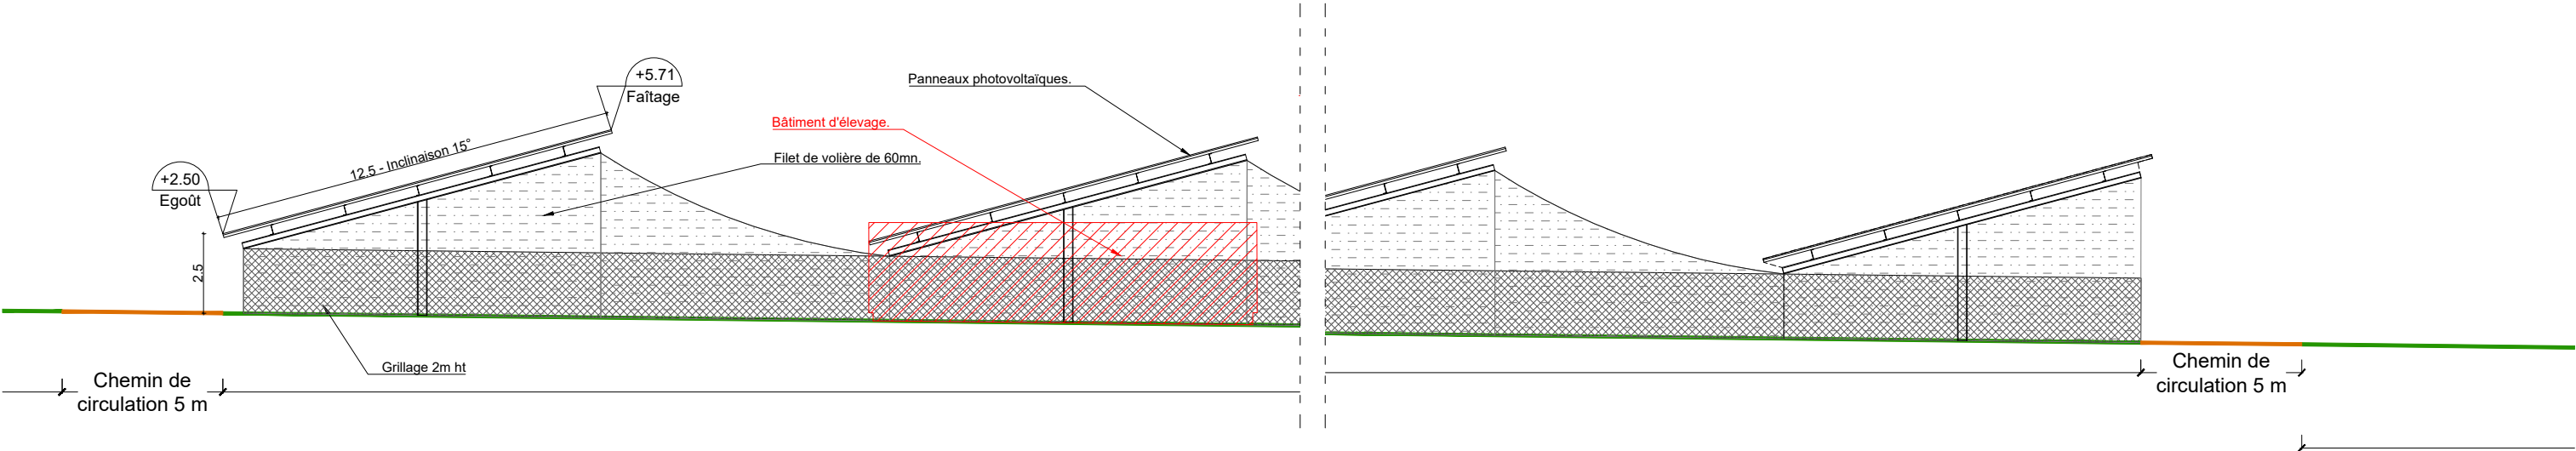 +5.71
Faîtage
Panneaux photovoltaïques.
Bâtiment d'élevage.
12.5 - Inclinaison 15°
Filet de volière de 60mn.
+2.50
Egoût
2.5
Grillage 2m ht
Chemin de
circulation 5 m
Chemin de
circulation 5 m